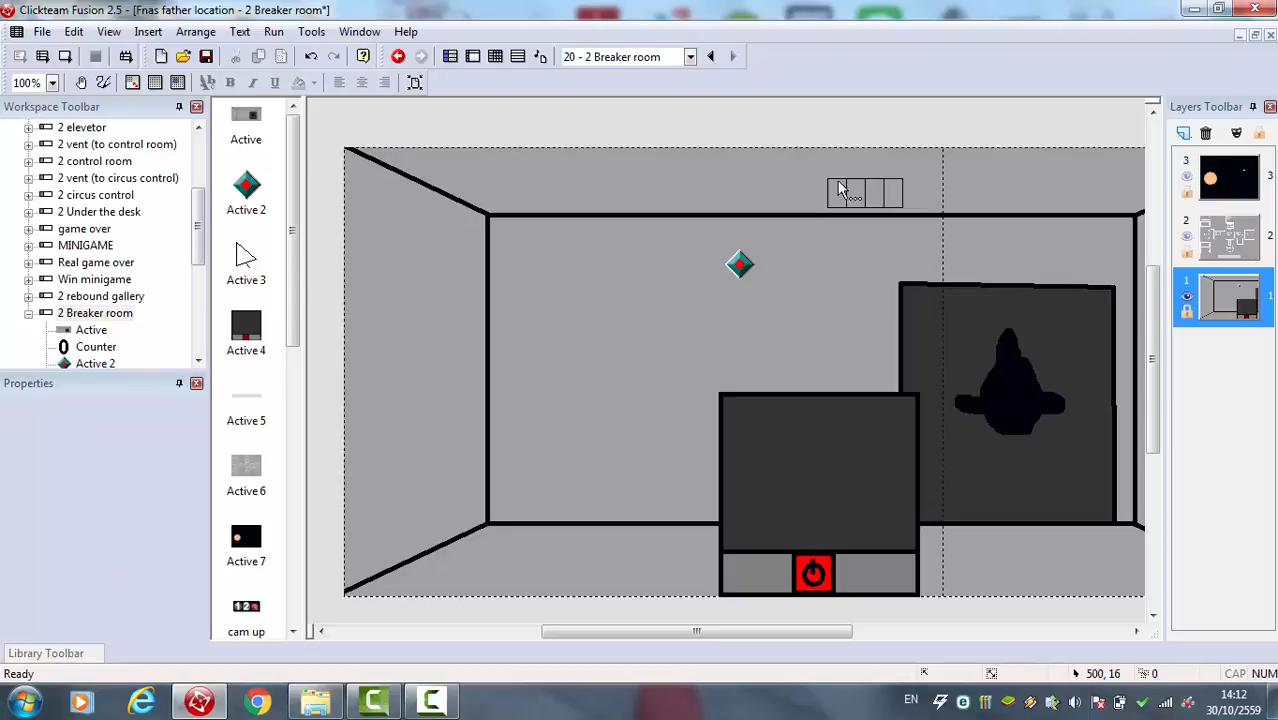 Clickteam Fusion 2.5 - [Fnas father location - 2 Breaker room*]
File Edit View Insert Arrange Text Run Tools Window Help
20 - 2 Breaker room
100% B I U
Workspace Toolbar
2 elevetor
2 vent (to control room)
2 control room
2 vent (to circus control)
2 circus control
2 Under the desk
game over
MINIGAME
Real game over
Win minigame
2 rebound gallery
2 Breaker room
Active
Counter
Active 2
Properties
Library Toolbar
Active
Active 2
Active 3
Active 4
Active 5
Active 6
Active 7
cam up
Layers Toolbar
3 3
2 2
1 1
Ready
500, 16
0
CAP NUM
EN
14:12
30/10/2559